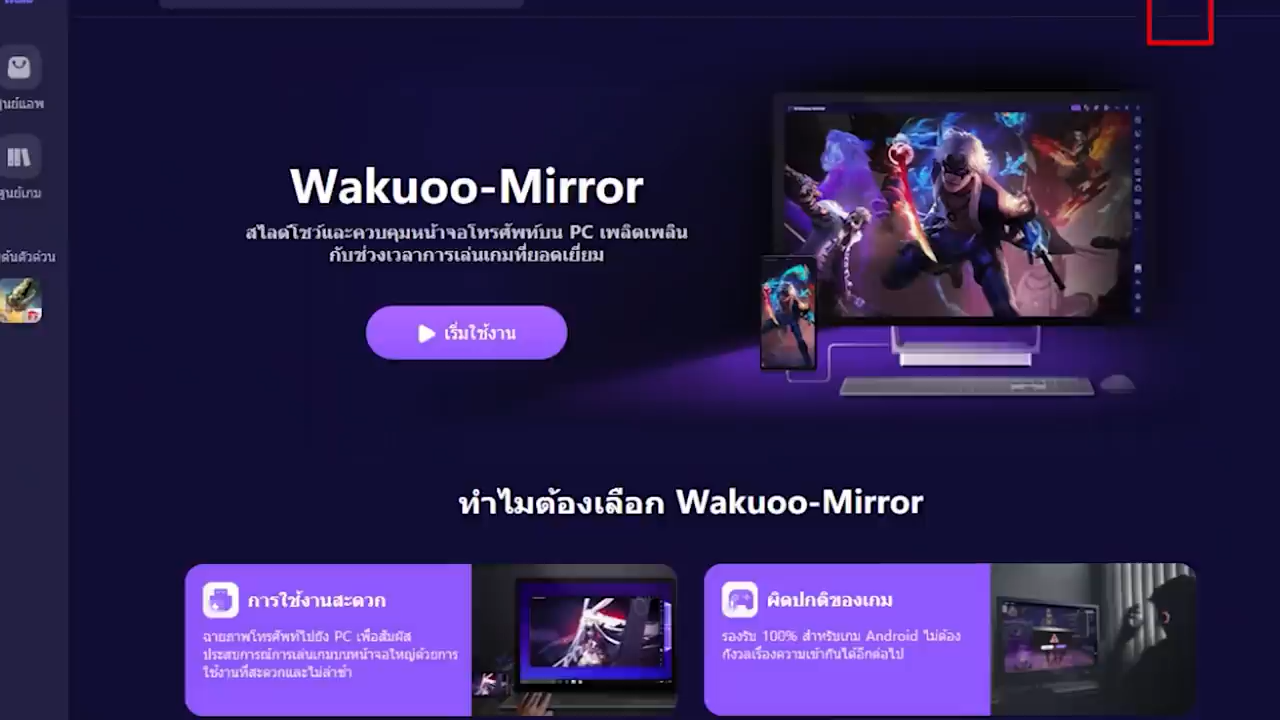 ศูนย์แอพ
ศูนย์เกม
Wakuoo-Mirror
สไลด์โชว์และควบคุมหน้าจอโทรศัพท์บน PC เพลิดเพลิน
กับช่วงเวลาการเล่นเกมที่ยอดเยี่ยม
เริ่มใช้งาน
ทำไมต้องเลือก Wakuoo-Mirror
การใช้งานสะดวก
ฉายภาพโทรศัพท์ไปยัง PC เพื่อสัมผัส
ประสบการณ์การเล่นเกมบนหน้าจอใหญ่ด้วยการ
ใช้งานที่สะดวกและไม่ล่าช้า
ผิดปกติของเกม
รองรับ 100% สำหรับเกม Android ไม่ต้อง
กังวลเรื่องความเข้ากันได้อีกต่อไป